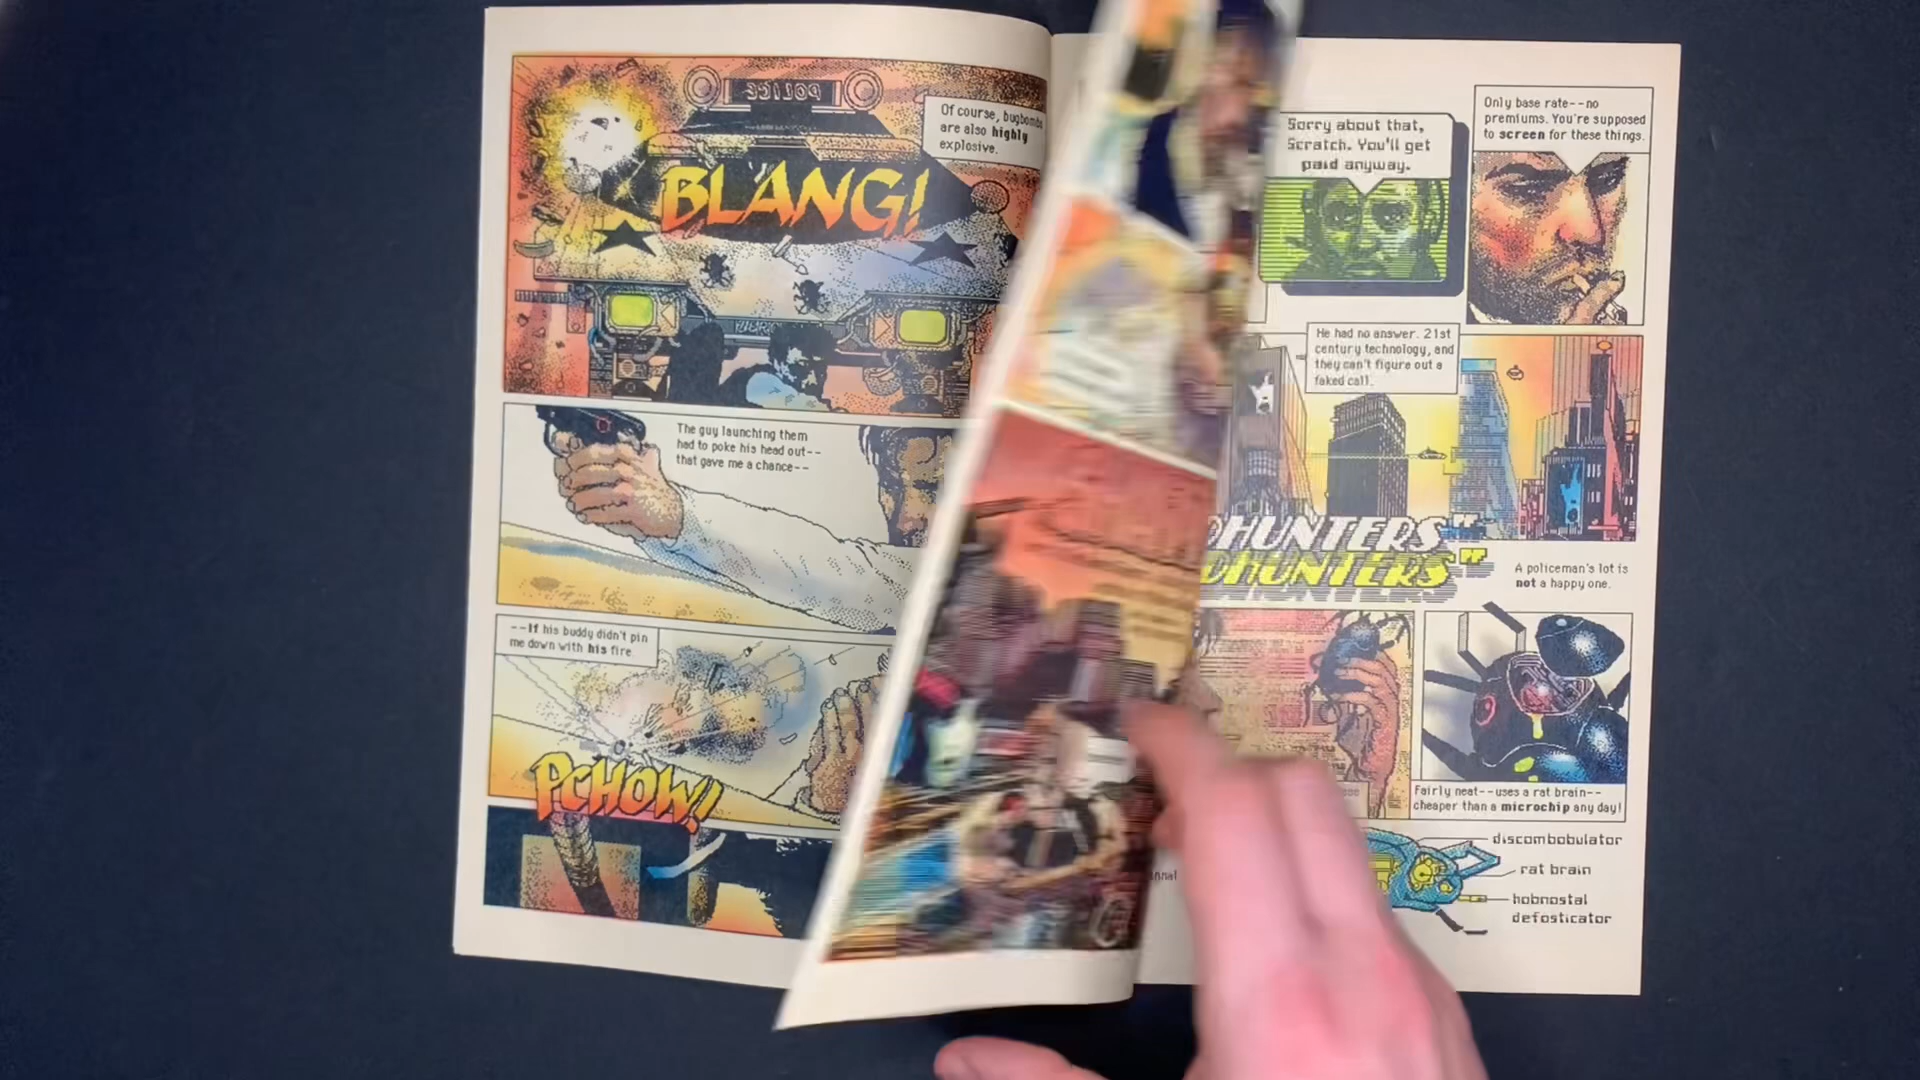 POLICE
Of course, bugbombs
are also highly
explosive.
BLANG!
The guy launching them
had to poke his head out--
that gave me a chance--
--If his buddy didn't pin
me down with his fire.
PCHOW!
Sorry about that,
Scratch. You'll get
paid anyway.
Only base rate--no
premiums. You're supposed
to screen for these things.
He had no answer. 21st
century technology, and
they can't figure out a
faked call.
HUNTERS"
HUNTERS"
A policeman's lot is
not a happy one.
Fairly neat--uses a rat brain--
cheaper than a microchip any day!
discombobulator
rat brain
hobnostal
defosticator